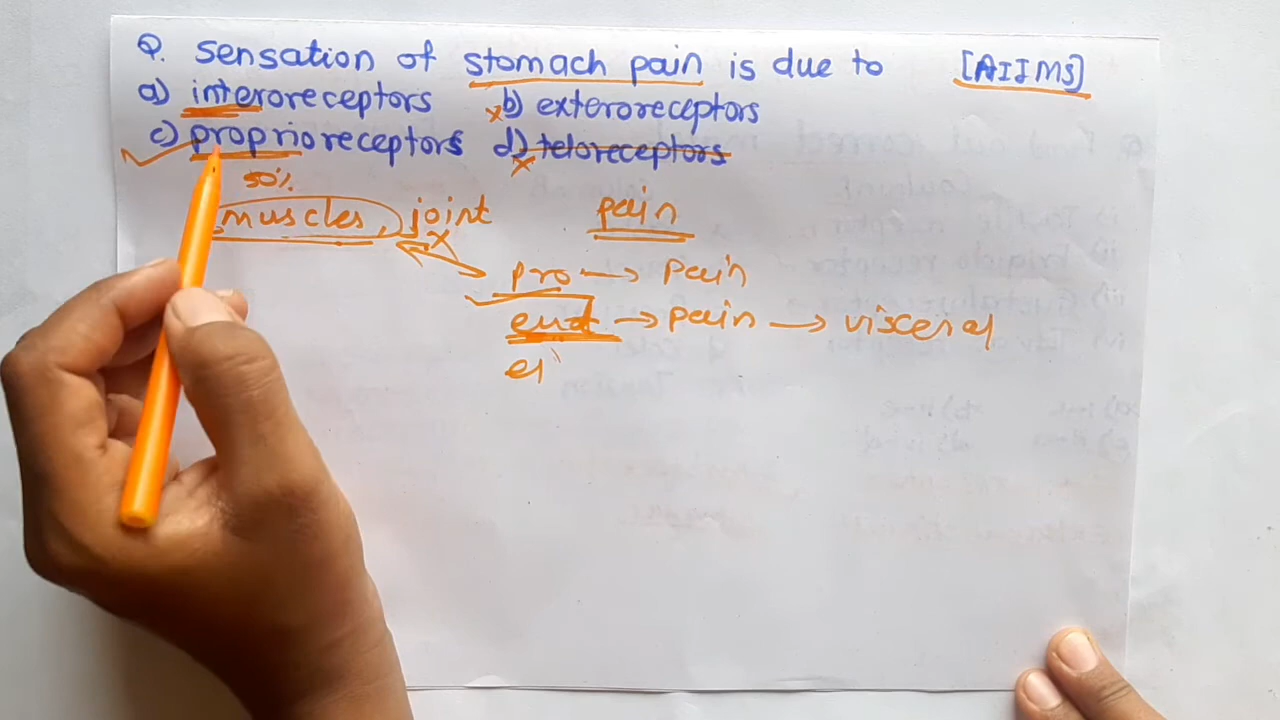 Q. Sensation of stomach pain is due to [AIIMS]
a) interoreceptors xb) exteroreceptors
c) proprioreceptors d) teloreceptors
x
50%
muscles, joint pain
x
pro → pain
→ pain → visceral